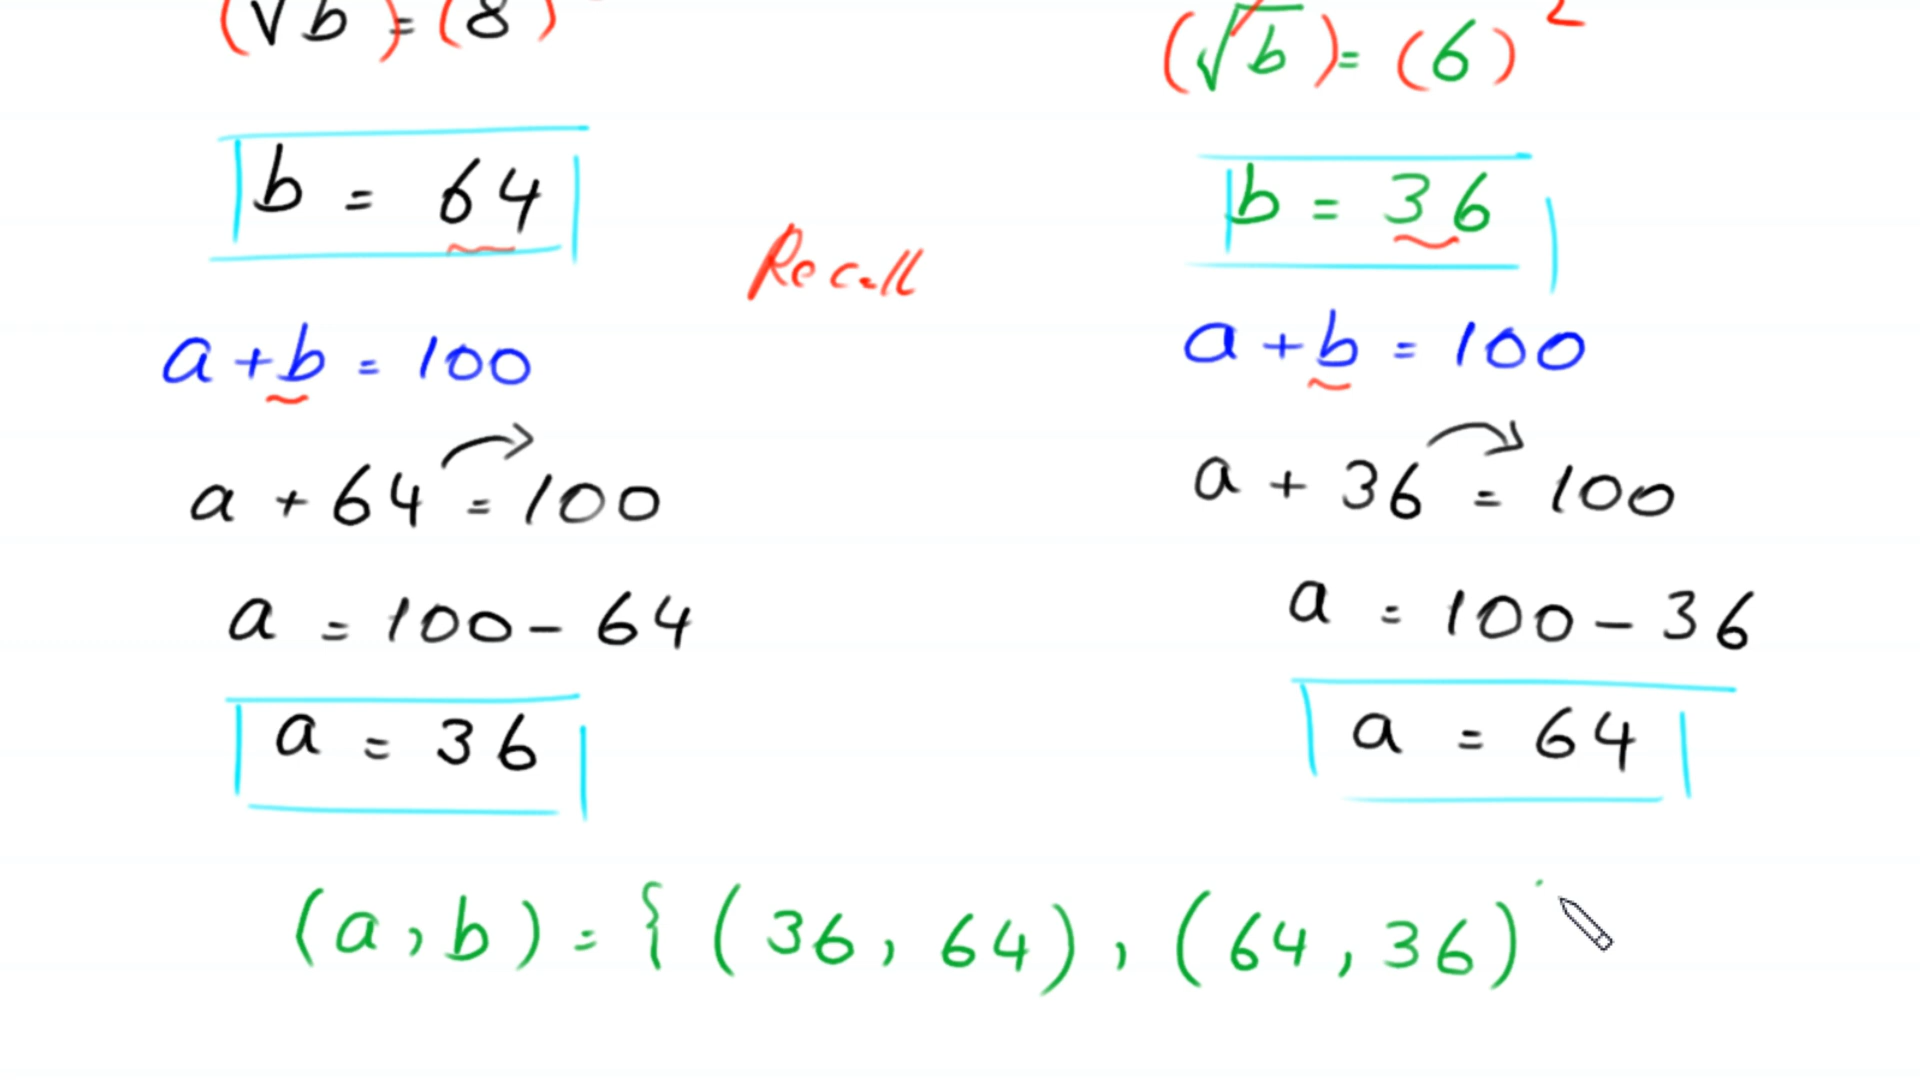 (√b) = (8)
b = 64
a + b = 100
a + 64 = 100
a = 100 - 64
a = 36
Recall
(√b) = (6)²
b = 36
a + b = 100
a + 36 = 100
a = 100 - 36
a = 64
(a, b) = { (36, 64), (64, 36)